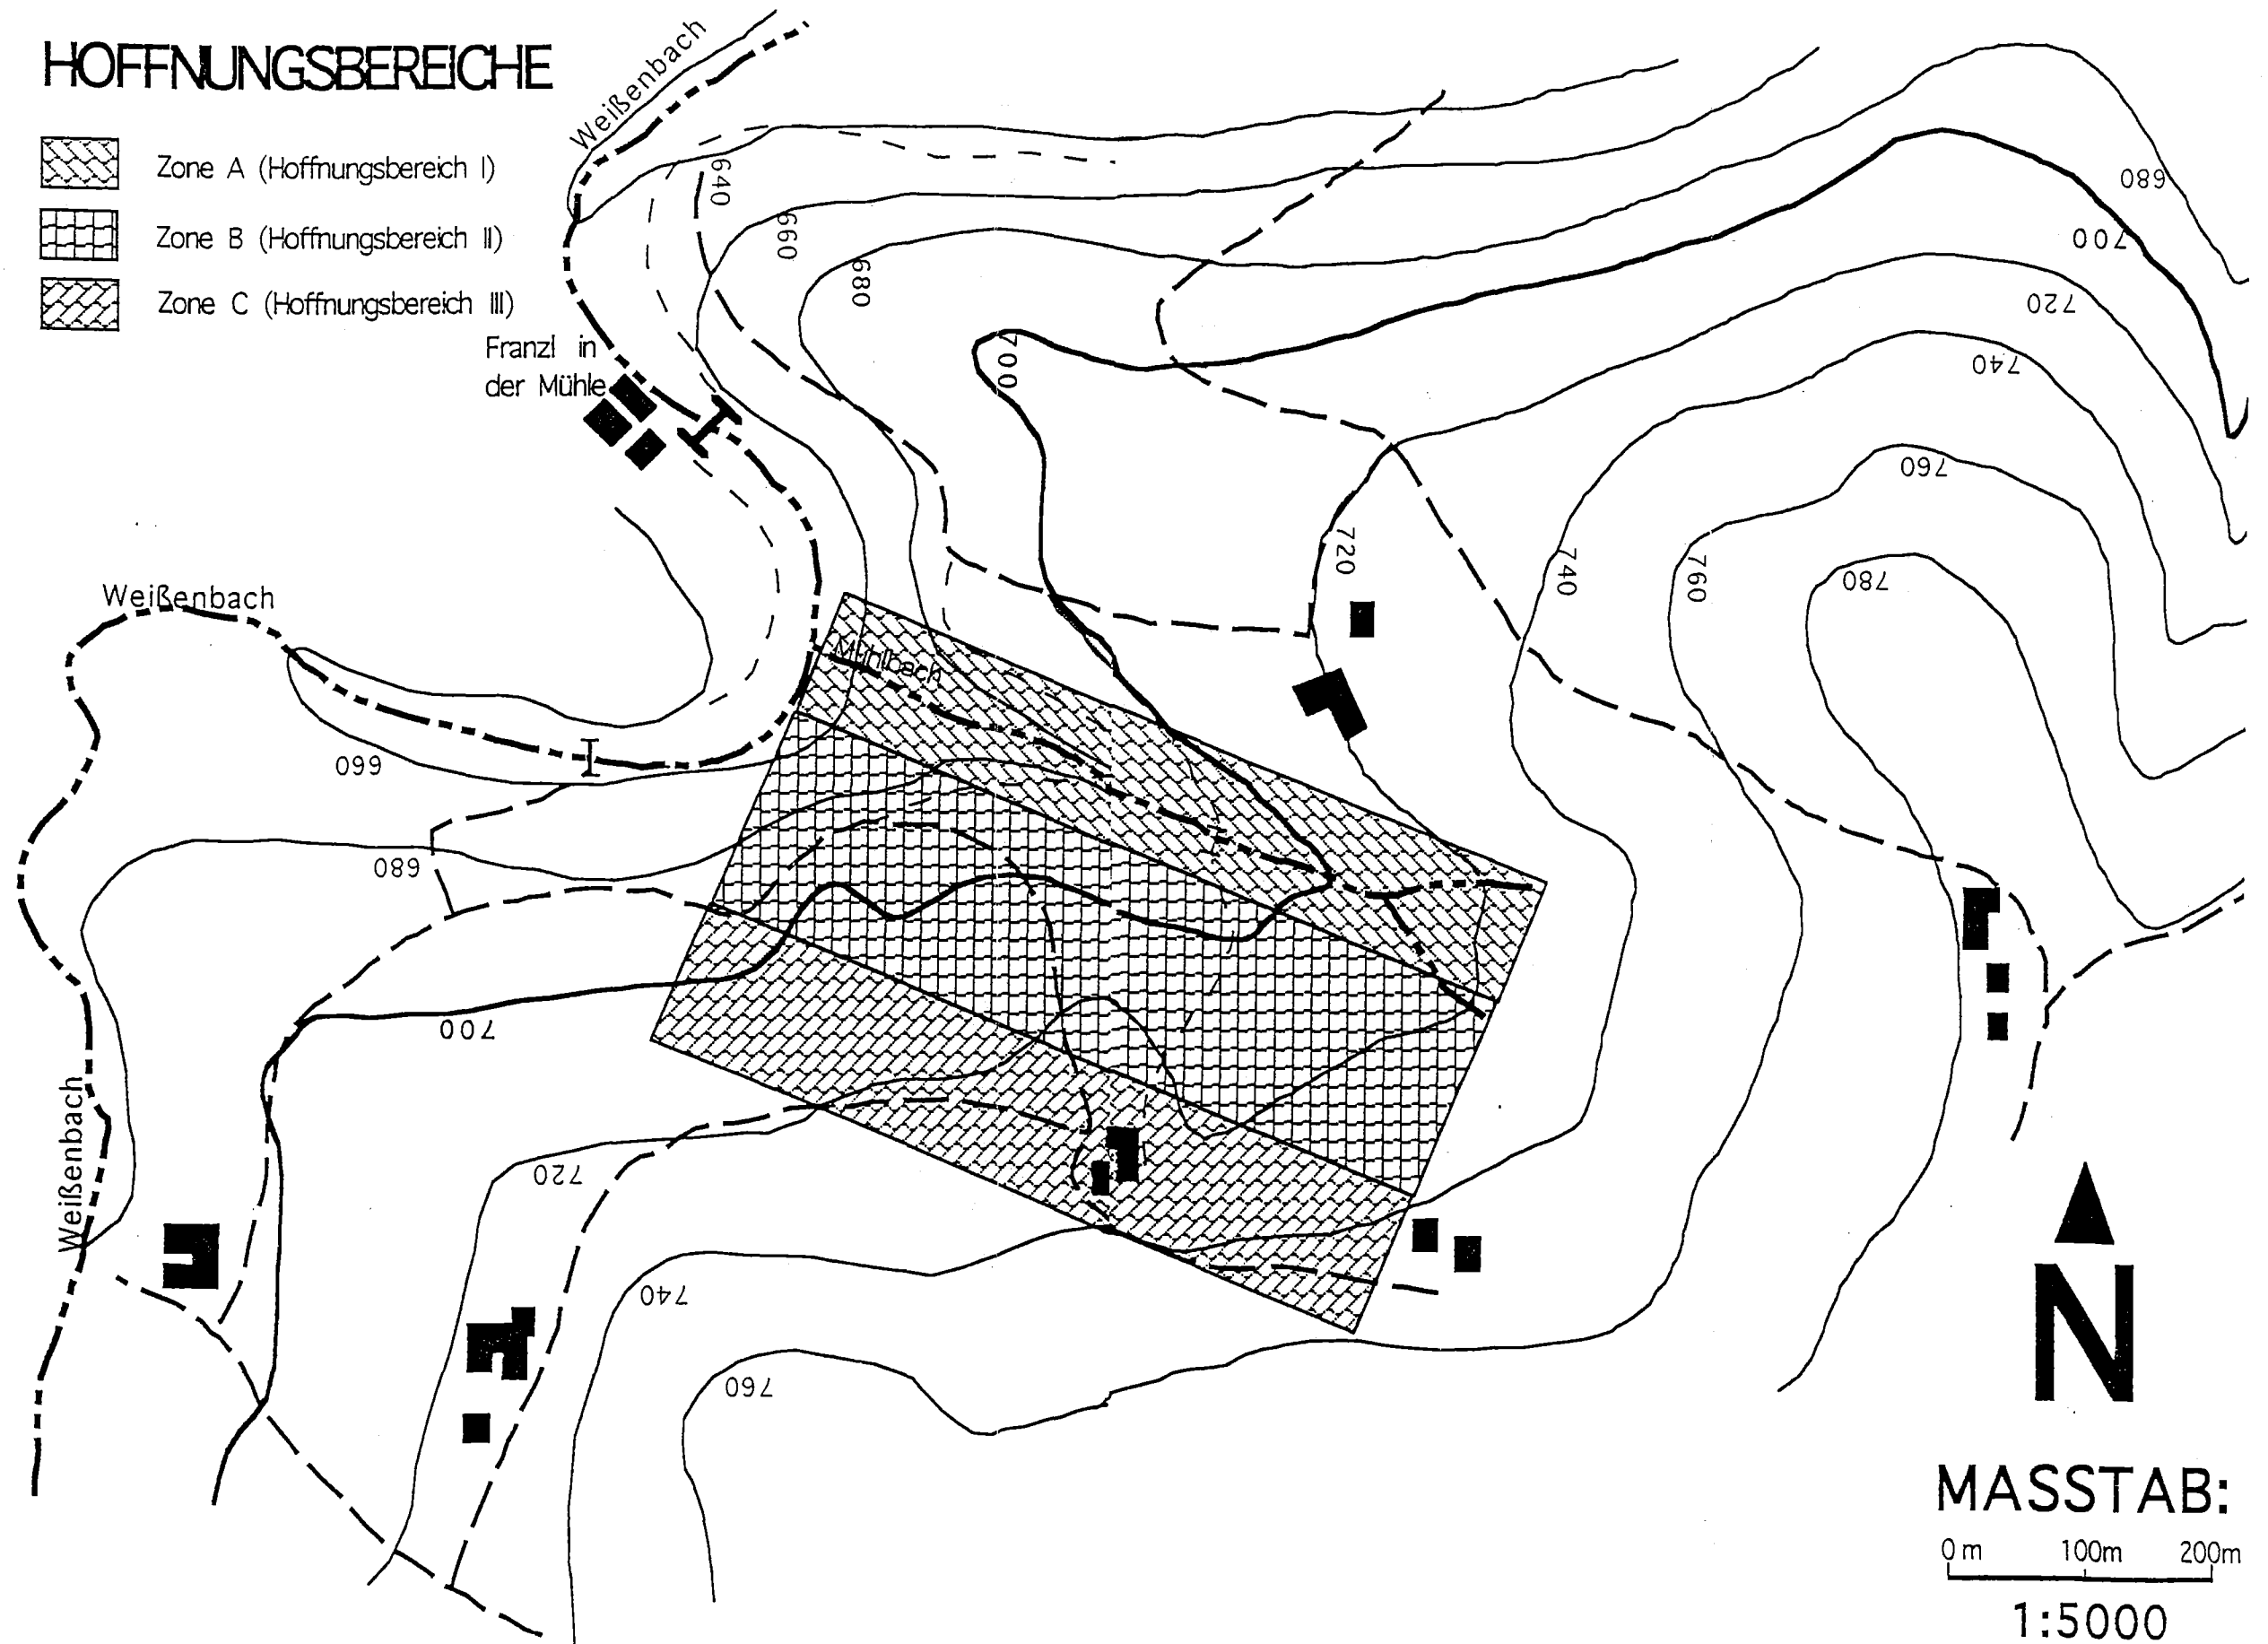 HOFFNUNGSBEREICHE
Zone A (Hoffnungsbereich I)
Zone B (Hoffnungsbereich II)
Zone C (Hoffnungsbereich III)
Weißenbach
640
660
680
700
Franzl in
der Mühle
680
700
720
740
760
780
720
740
760
Weißenbach
Mühlbach
660
680
700
Weißenbach
720
740
760
N
MASSTAB:
0 m 100m 200m
1:5000